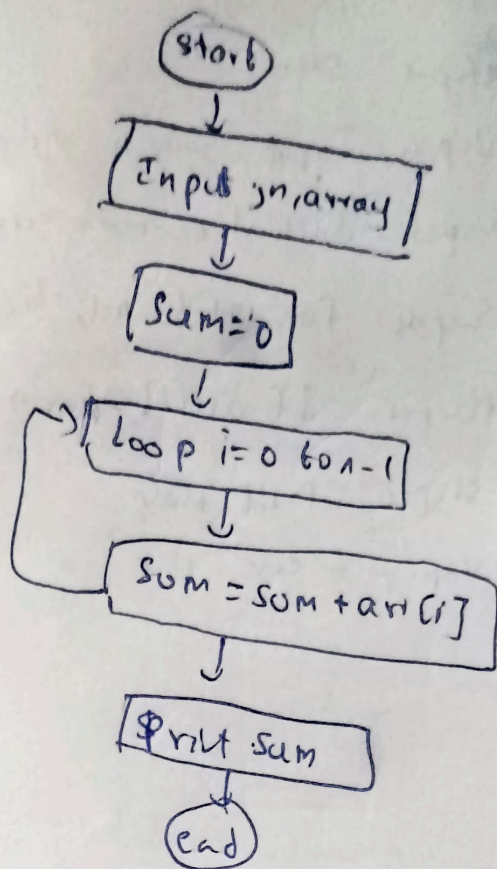 start
Input ;n,array
Sum=0
loop i=0 to n-1
Sum = sum + arr[i]
Print sum
end